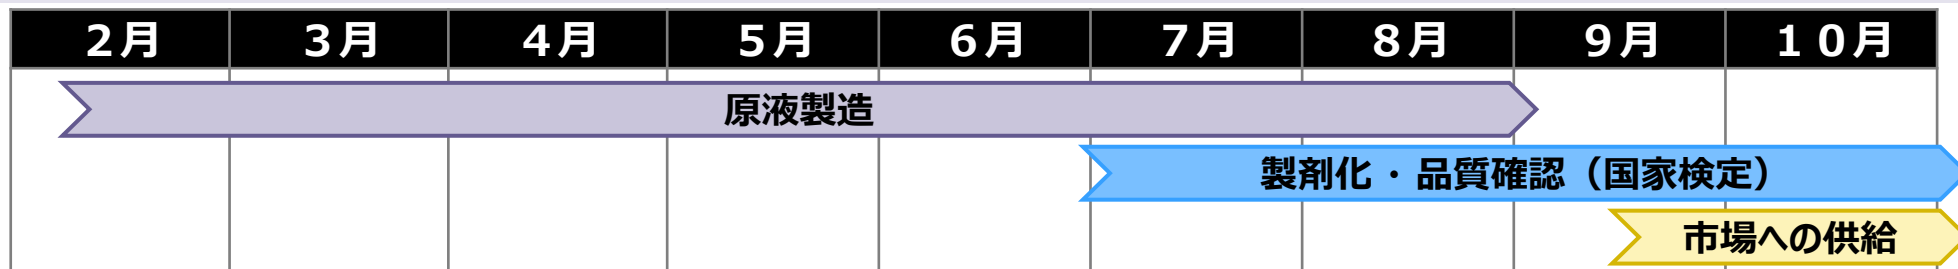 ２月 ３月 ４月 ５月 ６月 ７月 ８月 ９月 １０月
原液製造
製剤化・品質確認（国家検定）
市場への供給